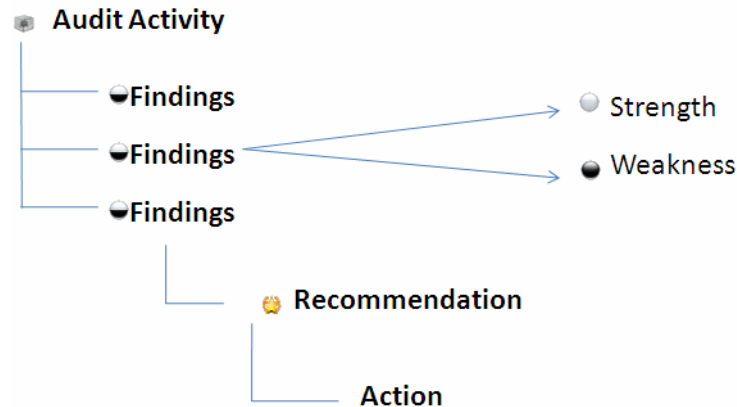 Audit Activity
Findings
Strength
Findings
Weakness
Findings
Recommendation
Action